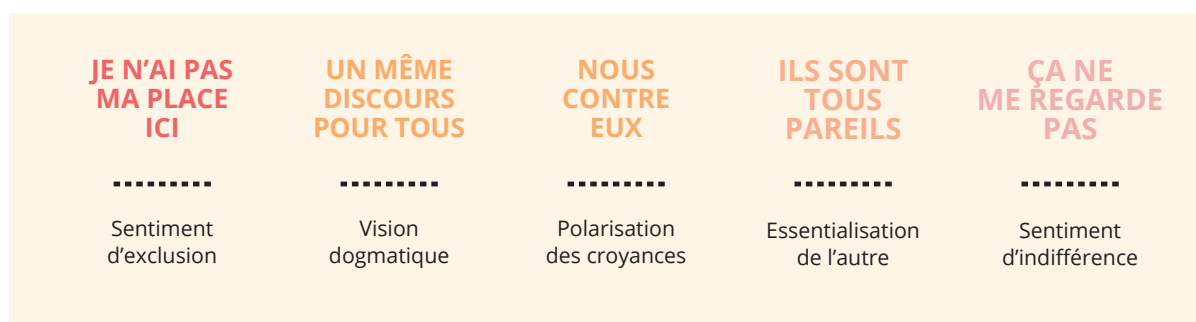 JE N’AI PAS
MA PLACE
ICI
Sentiment
d’exclusion
UN MÊME
DISCOURS
POUR TOUS
Vision
dogmatique
NOUS
CONTRE
EUX
Polarisation
des croyances
ILS SONT
TOUS
PAREILS
Essentialisation
de l’autre
ÇA NE
ME REGARDE
PAS
Sentiment
d’indifférence